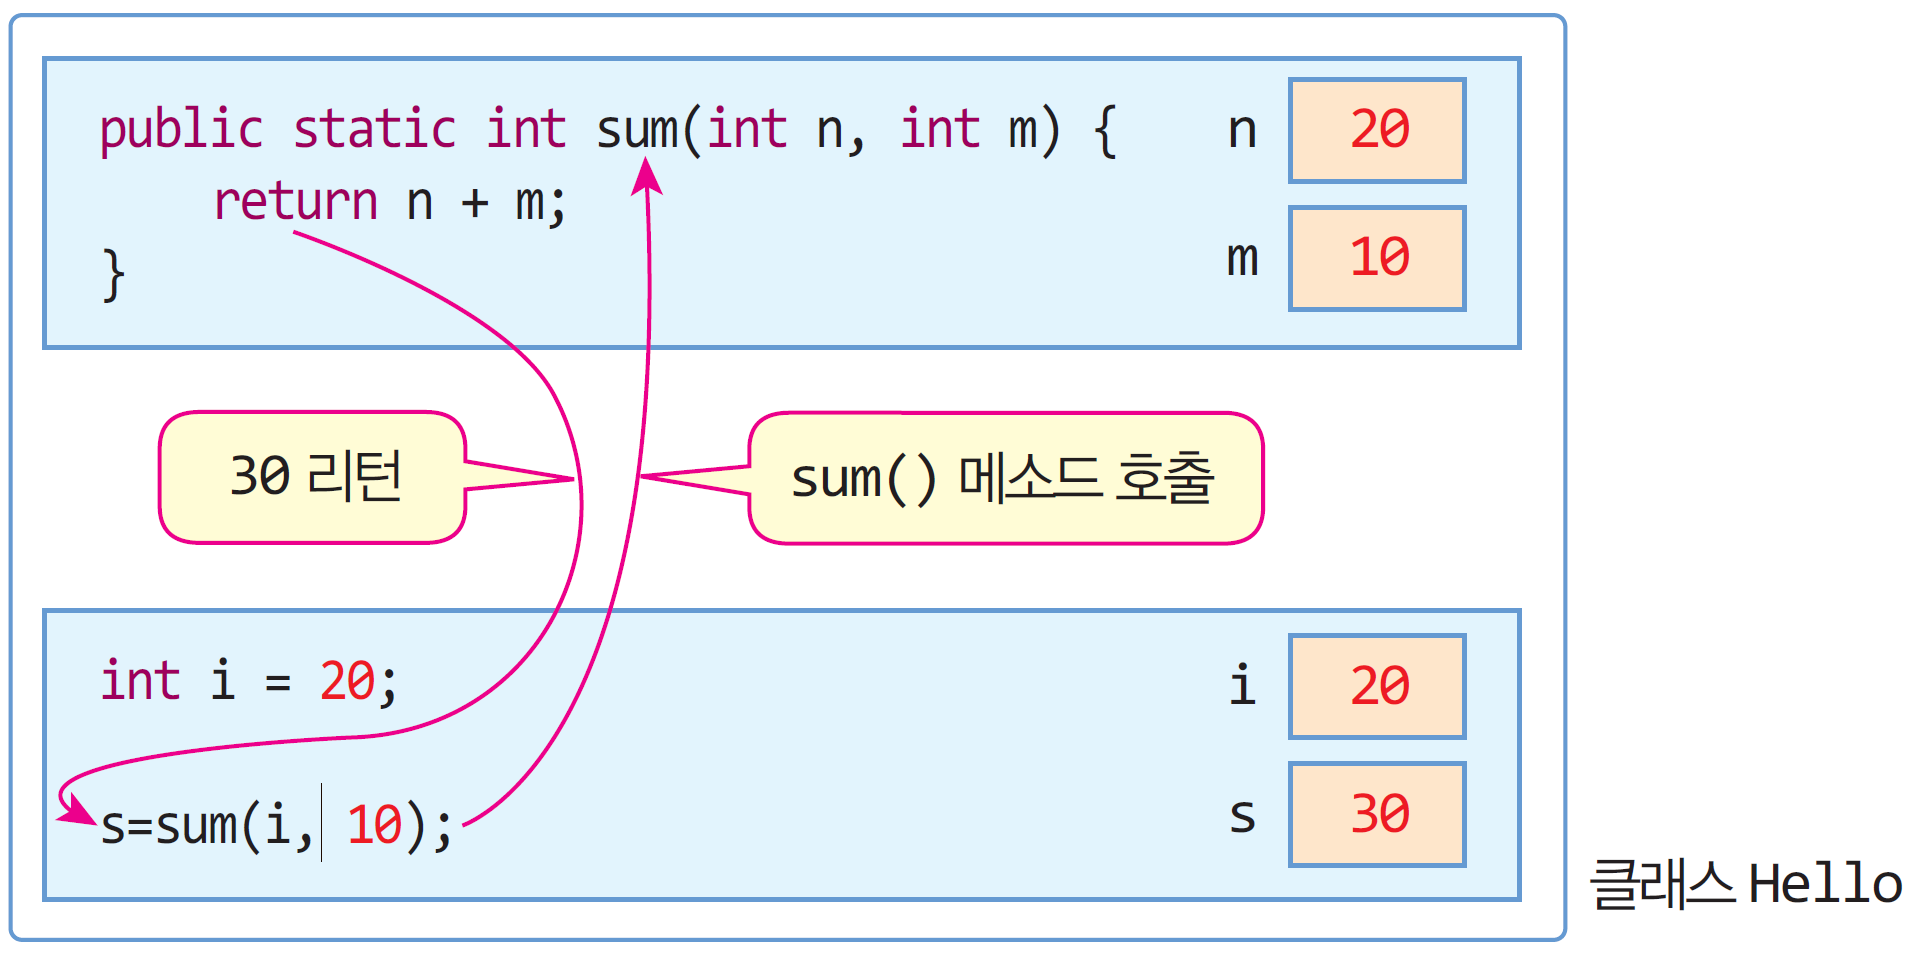 public static int sum(int n, int m) {
n 20
return n + m;
m 10
}
30 리턴
sum() 메소드 호출
int i = 20;
i 20
s=sum(i, 10);
s 30
클래스 Hello